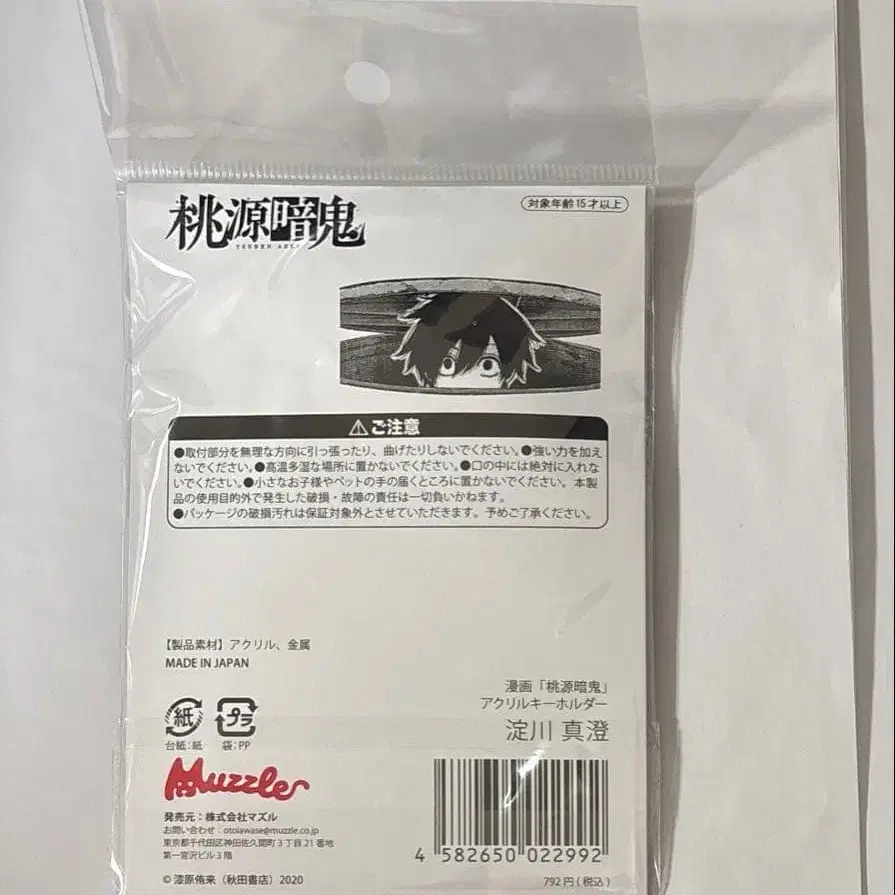 桃源暗鬼
TOUGEN ANKI
対象年齢15才以上
⚠ご注意
●取付部分を無理な方向に引っ張ったり、曲げたりしないでください。●強い力を加え
ないでください。●高温多湿な場所に置かないでください。●口の中には絶対に入れな
いでください。●小さなお子様やペットの手の届くところに置かないでください。本製
品の使用目的外で発生した破損・故障の責任は一切負いかねます。
●パッケージの破損汚れは保証対象外とさせていただきます。予めご了承ください。
【製品素材】アクリル、金属
MADE IN JAPAN
漫画「桃源暗鬼」
アクリルキーホルダー
淀川 真澄
紙 プラ
台紙:紙 袋:PP
Muzzle
発売元:株式会社マズル
お問い合わせ:otoiawase@muzzle.co.jp
東京都千代田区神田佐久間町3丁目21番地
第一宮沢ビル3階
©漆原侑来(秋田書店)2020
4 582650 022992
792円(税込)